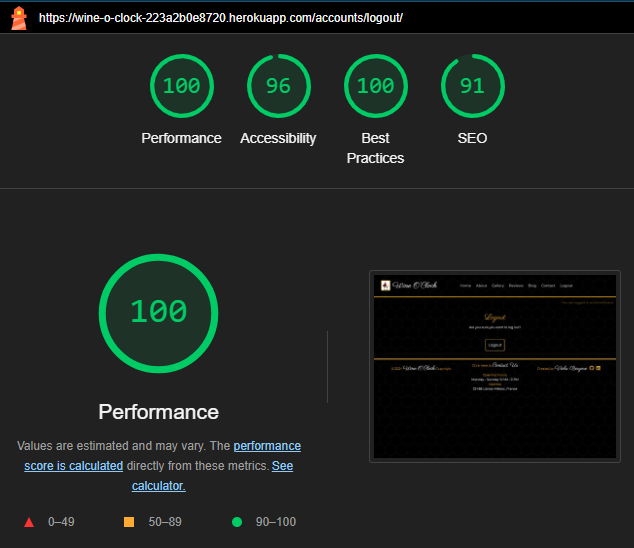 https://wine-o-clock-223a2b0e8720.herokuapp.com/accounts/logout/
100 96 100 91
Performance Accessibility Best Practices SEO
100
Performance
Values are estimated and may vary. The performance
score is calculated directly from these metrics. See
calculator.
0–49 50–89 90–100
Wine O'Clock Home About Gallery Reviews Blog Contact Logout
Logout
Are you sure you want to log out?
Logout
Contact Us